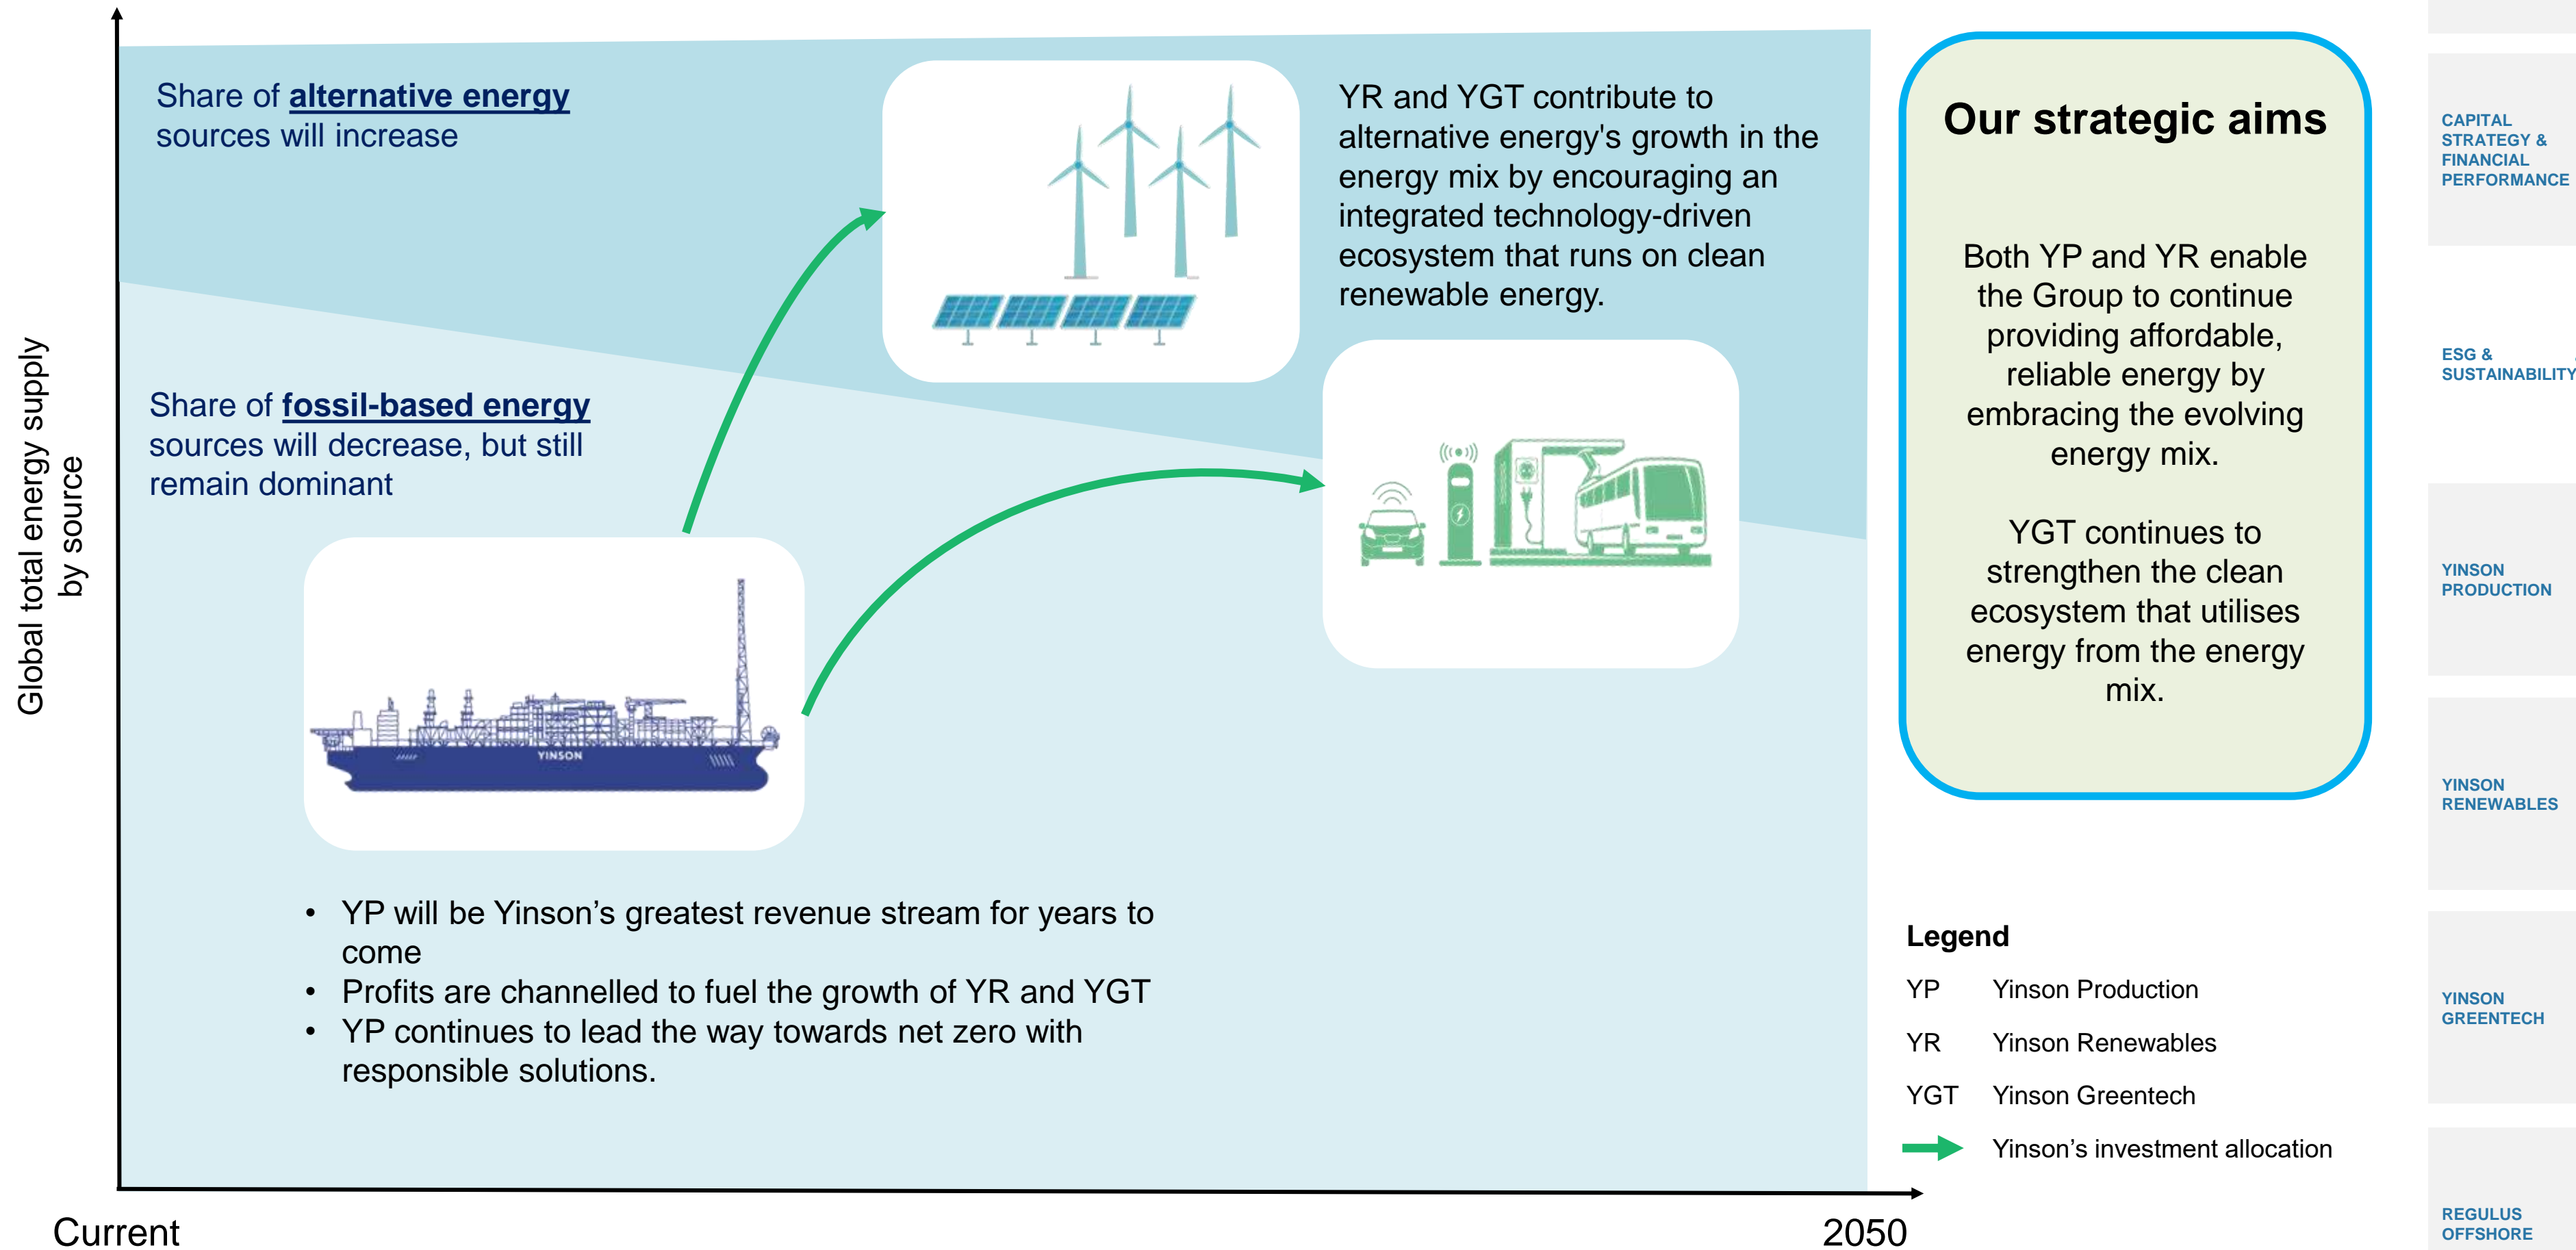 Global total energy supply
by source
Share of alternative energy
sources will increase
YR and YGT contribute to
alternative energy's growth in the
energy mix by encouraging an
integrated technology-driven
ecosystem that runs on clean
renewable energy.
Share of fossil-based energy
sources will decrease, but still
remain dominant
YINSON
• YP will be Yinson’s greatest revenue stream for years to
come
• Profits are channelled to fuel the growth of YR and YGT
• YP continues to lead the way towards net zero with
responsible solutions.
Current
2050
Our strategic aims
Both YP and YR enable
the Group to continue
providing affordable,
reliable energy by
embracing the evolving
energy mix.
YGT continues to
strengthen the clean
ecosystem that utilises
energy from the energy
mix.
Legend
YP Yinson Production
YR Yinson Renewables
YGT Yinson Greentech
Yinson’s investment allocation
CAPITAL
STRATEGY &
FINANCIAL
PERFORMANCE
ESG &
SUSTAINABILITY
YINSON
PRODUCTION
YINSON
RENEWABLES
YINSON
GREENTECH
REGULUS
OFFSHORE